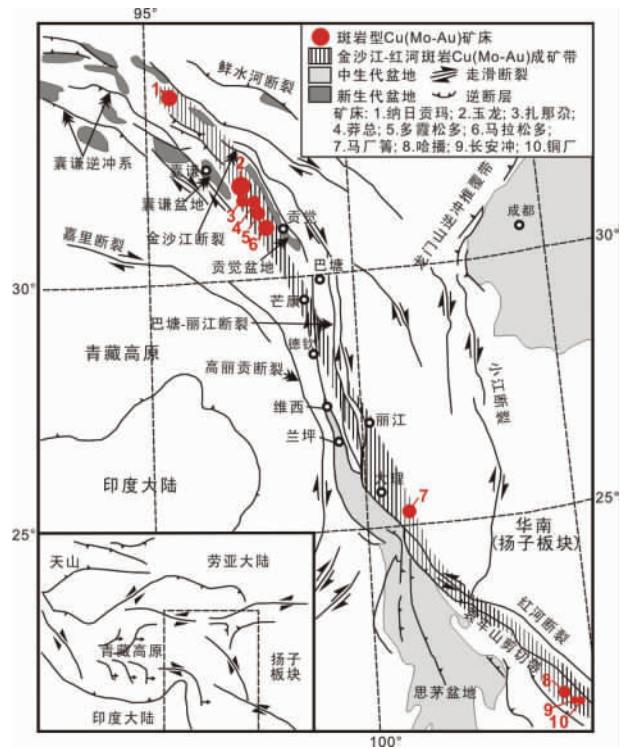 95°
斑岩型Cu(Mo-Au)矿床
金沙江-红河斑岩Cu(Mo-Au)成矿带
中生代盆地
走滑断裂
新生代盆地
逆断层
矿床：1.纳日贡玛；2.玉龙；3.扎那尕；
4.莽总；5.多霞松多；6.马拉松多；
7.马厂箐；8.哈播；9.长安冲；10.铜厂
鲜水河断裂
1
囊谦逆冲系
囊谦
2
囊谦盆地
3
4
5
6
贡觉
金沙江断裂
贡觉盆地
嘉里断裂
龙门山逆冲推覆带
成都
30°
30°
巴塘
芒康
巴塘-丽江断裂
德钦
青藏高原
高丽贡断裂
小江断裂
维西
丽江
兰坪
印度大陆
大理
7
25°
25°
华南
(扬子板块)
红河断裂
哀牢山剪切带
思茅盆地
8
9
10
100°
天山
劳亚大陆
青藏高原
扬子
板块
印度大陆